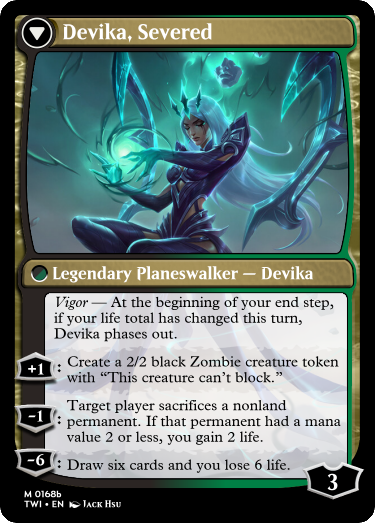 Devika, Severed
Legendary Planeswalker — Devika
Vigor — At the beginning of your end step,
if your life total has changed this turn,
Devika phases out.
+1: Create a 2/2 black Zombie creature token
with “This creature can’t block.”
-1: Target player sacrifices a nonland
permanent. If that permanent had a mana
value 2 or less, you gain 2 life.
-6: Draw six cards and you lose 6 life.
3
M 0168b
TWI • EN Jack Hsu